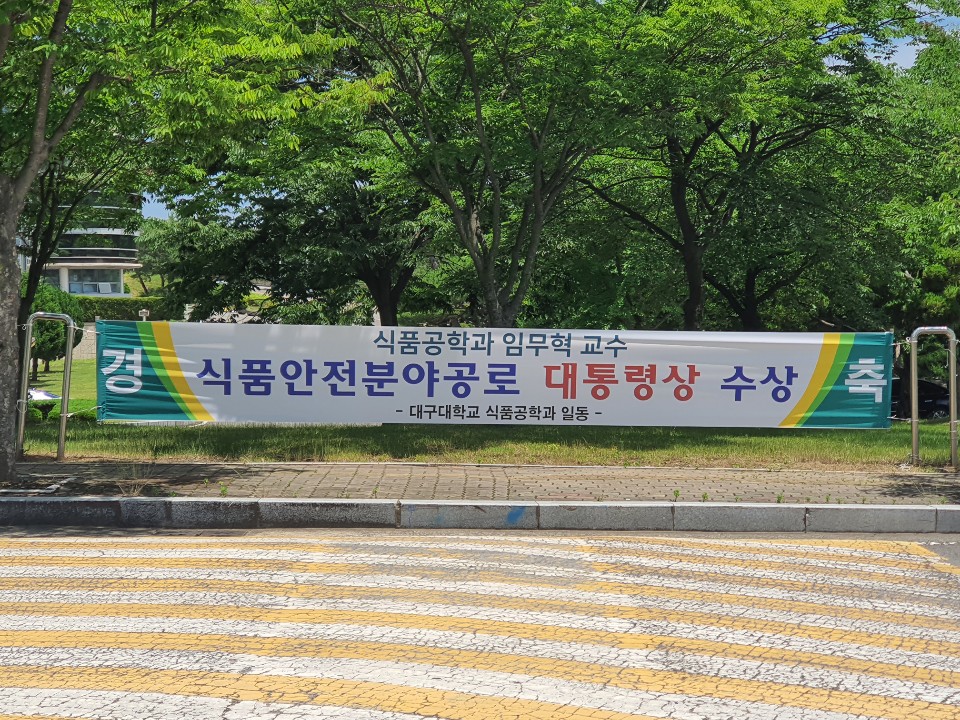 식품공학과 임무혁 교수
경 식품안전분야공로 대통령상 수상 축
- 대구대학교 식품공학과 일동 -